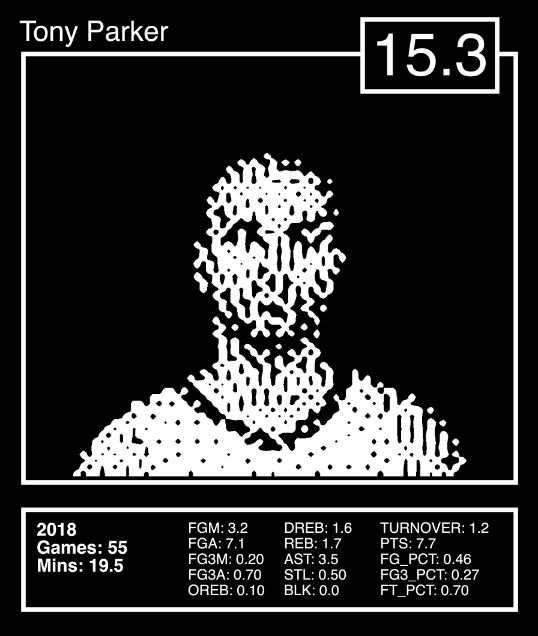 Tony Parker
15.3
2018
Games: 55
Mins: 19.5
FGM: 3.2
FGA: 7.1
FG3M: 0.20
FG3A: 0.70
OREB: 0.10
DREB: 1.6
REB: 1.7
AST: 3.5
STL: 0.50
BLK: 0.0
TURNOVER: 1.2
PTS: 7.7
FG_PCT: 0.46
FG3_PCT: 0.27
FT_PCT: 0.70